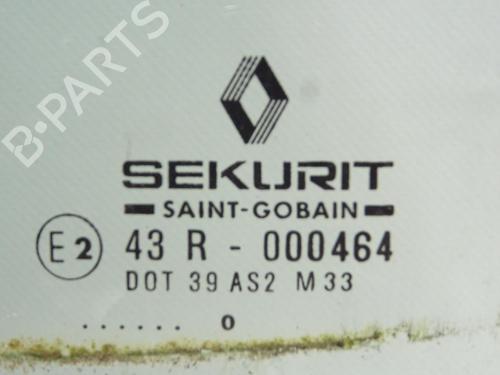 B-PARTS
SEKURIT
SAINT-GOBAIN
E2 43 R - 000464
DOT 39 AS2 M33
...... 0